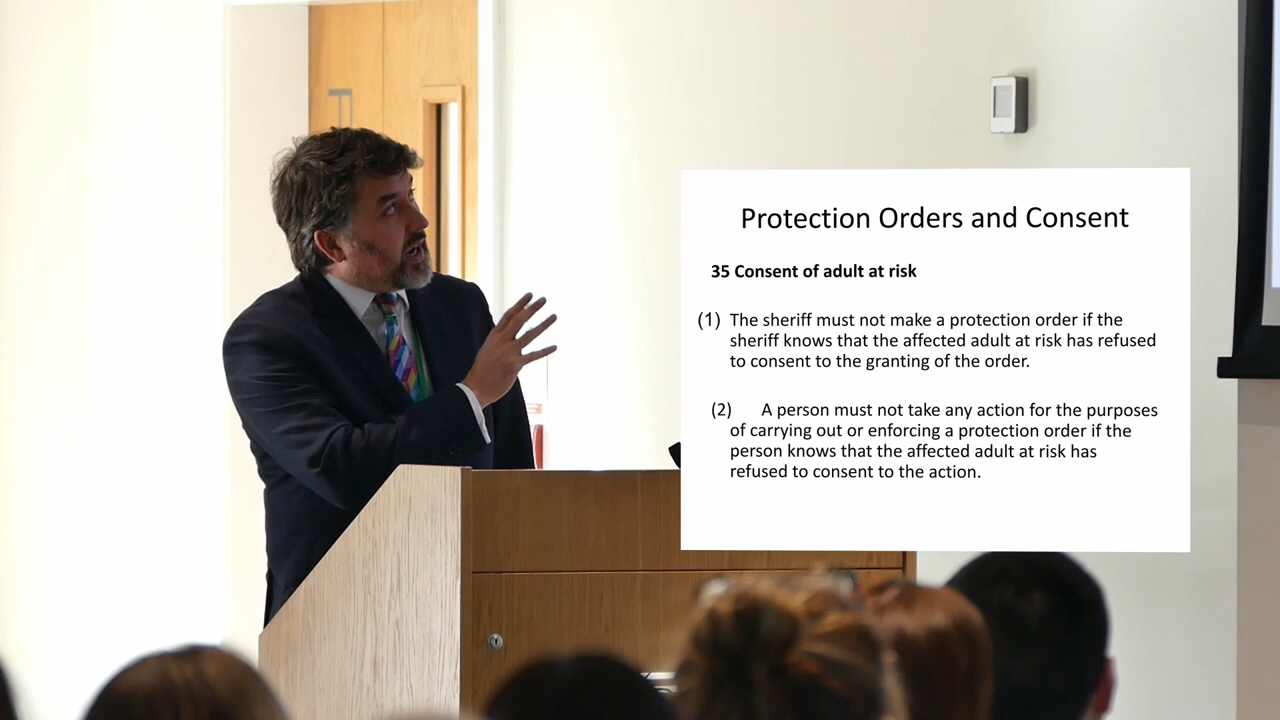 Protection Orders and Consent
35 Consent of adult at risk
(1) The sheriff must not make a protection order if the
sheriff knows that the affected adult at risk has refused
to consent to the granting of the order.
(2) A person must not take any action for the purposes
of carrying out or enforcing a protection order if the
person knows that the affected adult at risk has
refused to consent to the action.